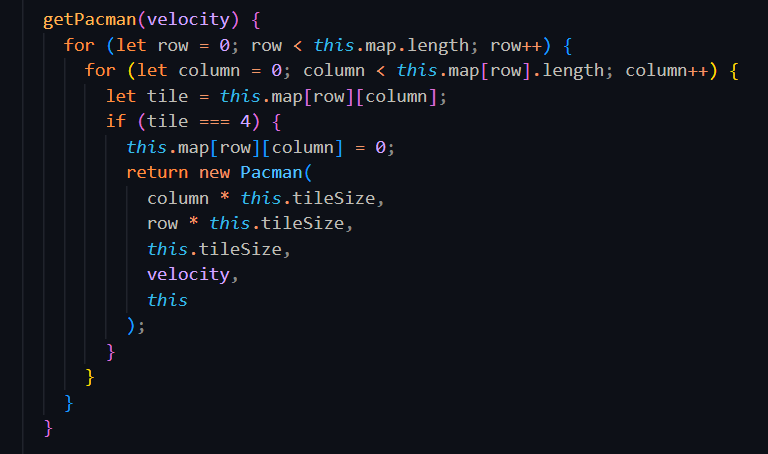 getPacman(velocity) {
  for (let row = 0; row < this.map.length; row++) {
    for (let column = 0; column < this.map[row].length; column++) {
      let tile = this.map[row][column];
      if (tile === 4) {
        this.map[row][column] = 0;
        return new Pacman(
          column * this.tileSize,
          row * this.tileSize,
          this.tileSize,
          velocity,
          this
        );
      }
    }
  }
}